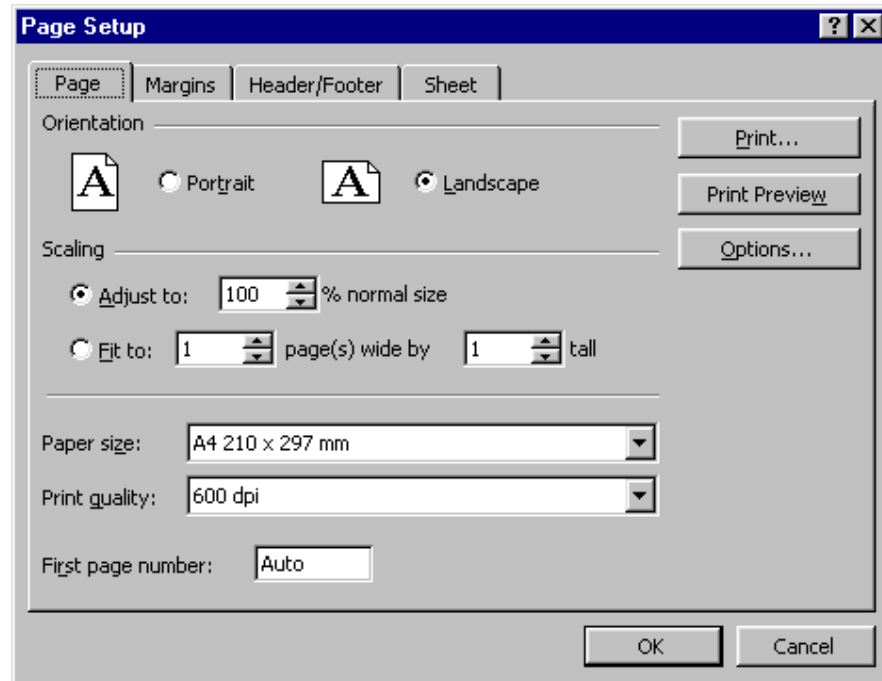 Page Setup
Page Margins Header/Footer Sheet
Orientation
A Portrait A Landscape
Print...
Print Preview
Options...
Scaling
Adjust to: 100 % normal size
Fit to: 1 page(s) wide by 1 tall
Paper size: A4 210 x 297 mm
Print quality: 600 dpi
First page number: Auto
OK Cancel